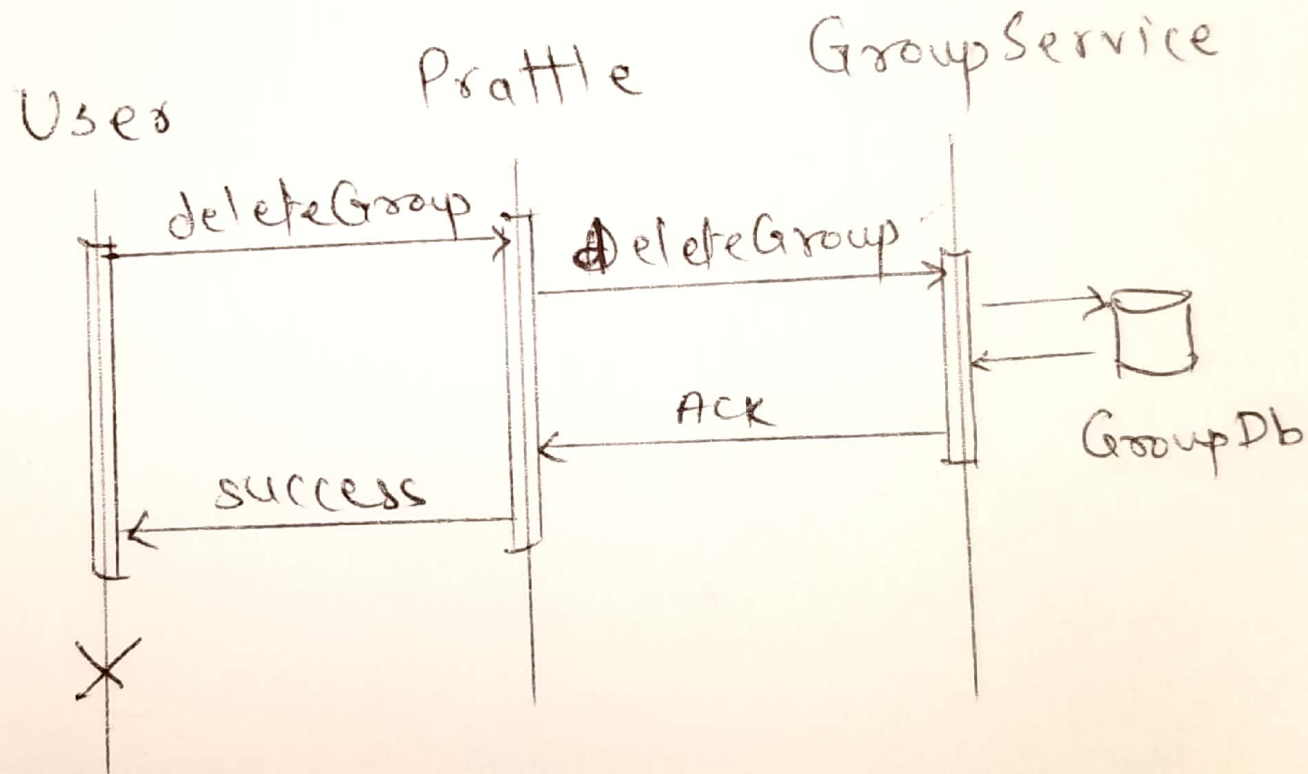 User
Prattle
GroupService
deleteGroup
deleteGroup
ACK
success
GroupDb